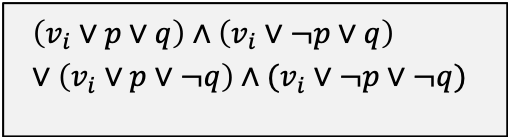 (vᵢ ∨ p ∨ q) ∧ (vᵢ ∨ ¬p ∨ q)
∨ (vᵢ ∨ p ∨ ¬q) ∧ (vᵢ ∨ ¬p ∨ ¬q)